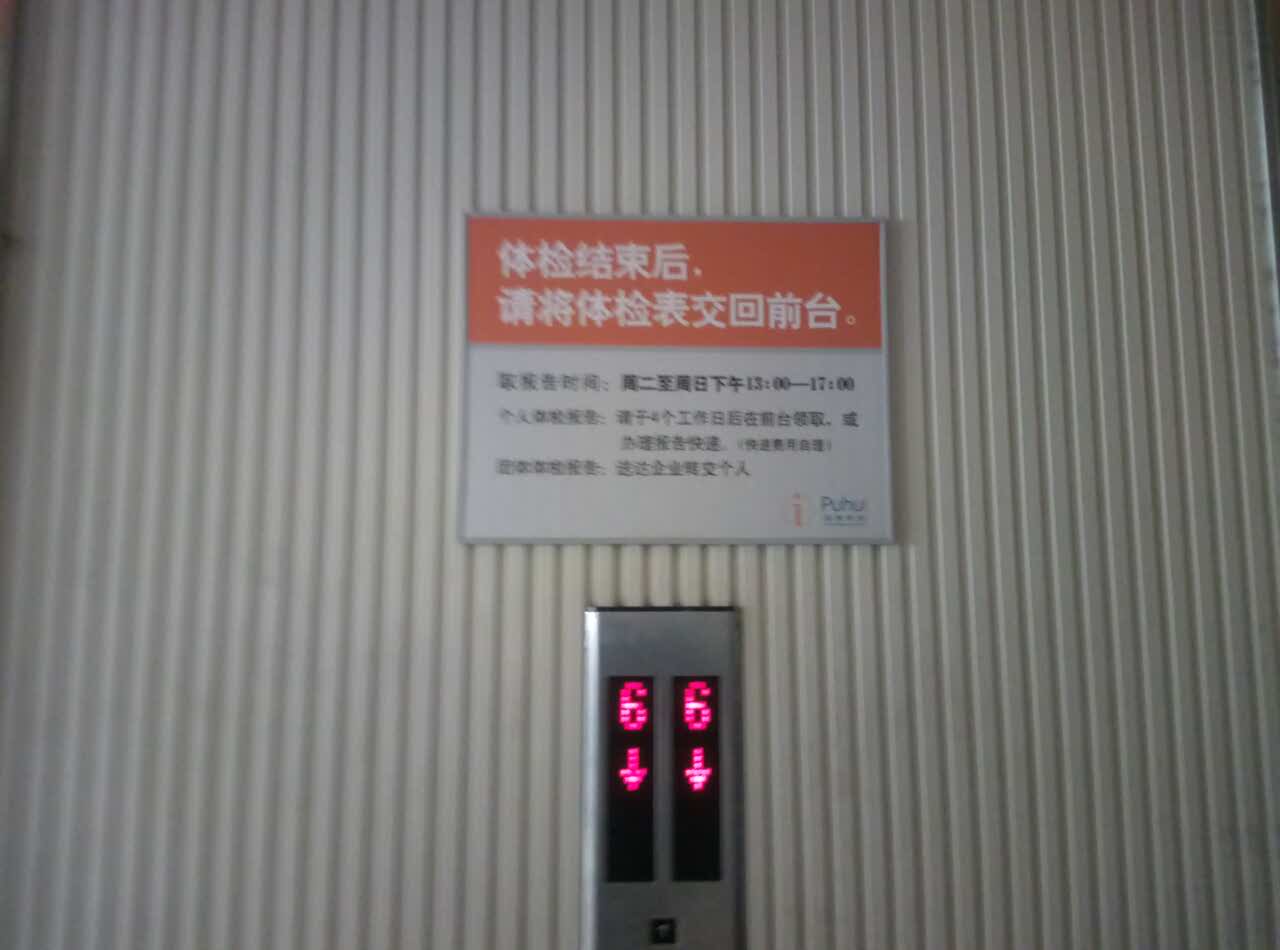 体检结束后,
请将体检表交回前台。
取报告时间：周二至周日下午13:00—17:00
个人体检报告：请于4个工作日后在前台领取，或
办理报告快递。（快递费用自理）
团体体检报告：送达企业转交个人
i Puhui
6 6
↓ ↓